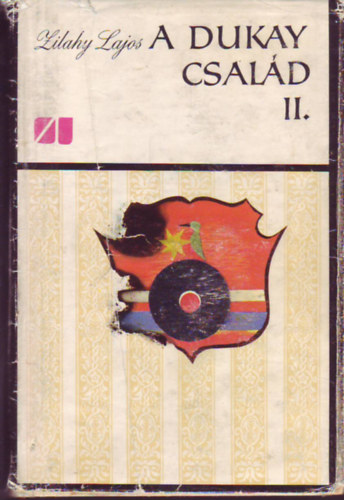 Zilahy Lajos A DUKAY
CSALÁD
II.